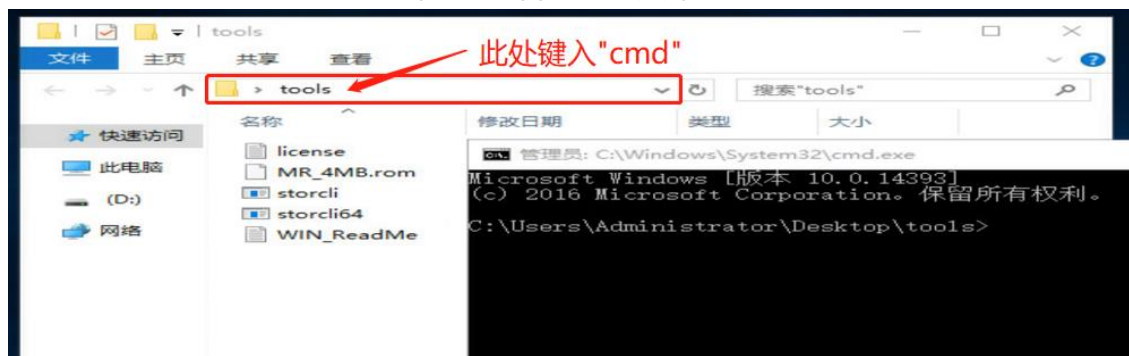 tools
文件 主页 共享 查看
此处键入"cmd"
> tools
搜索"tools"
名称 修改日期 类型 大小
快速访问
此电脑
(D:)
网络
license
MR_4MB.rom
storcli
storcli64
WIN_ReadMe
管理员: C:\Windows\System32\cmd.exe
Microsoft Windows [版本 10.0.14393]
(c) 2016 Microsoft Corporation。保留所有权利。
C:\Users\Administrator\Desktop\tools>